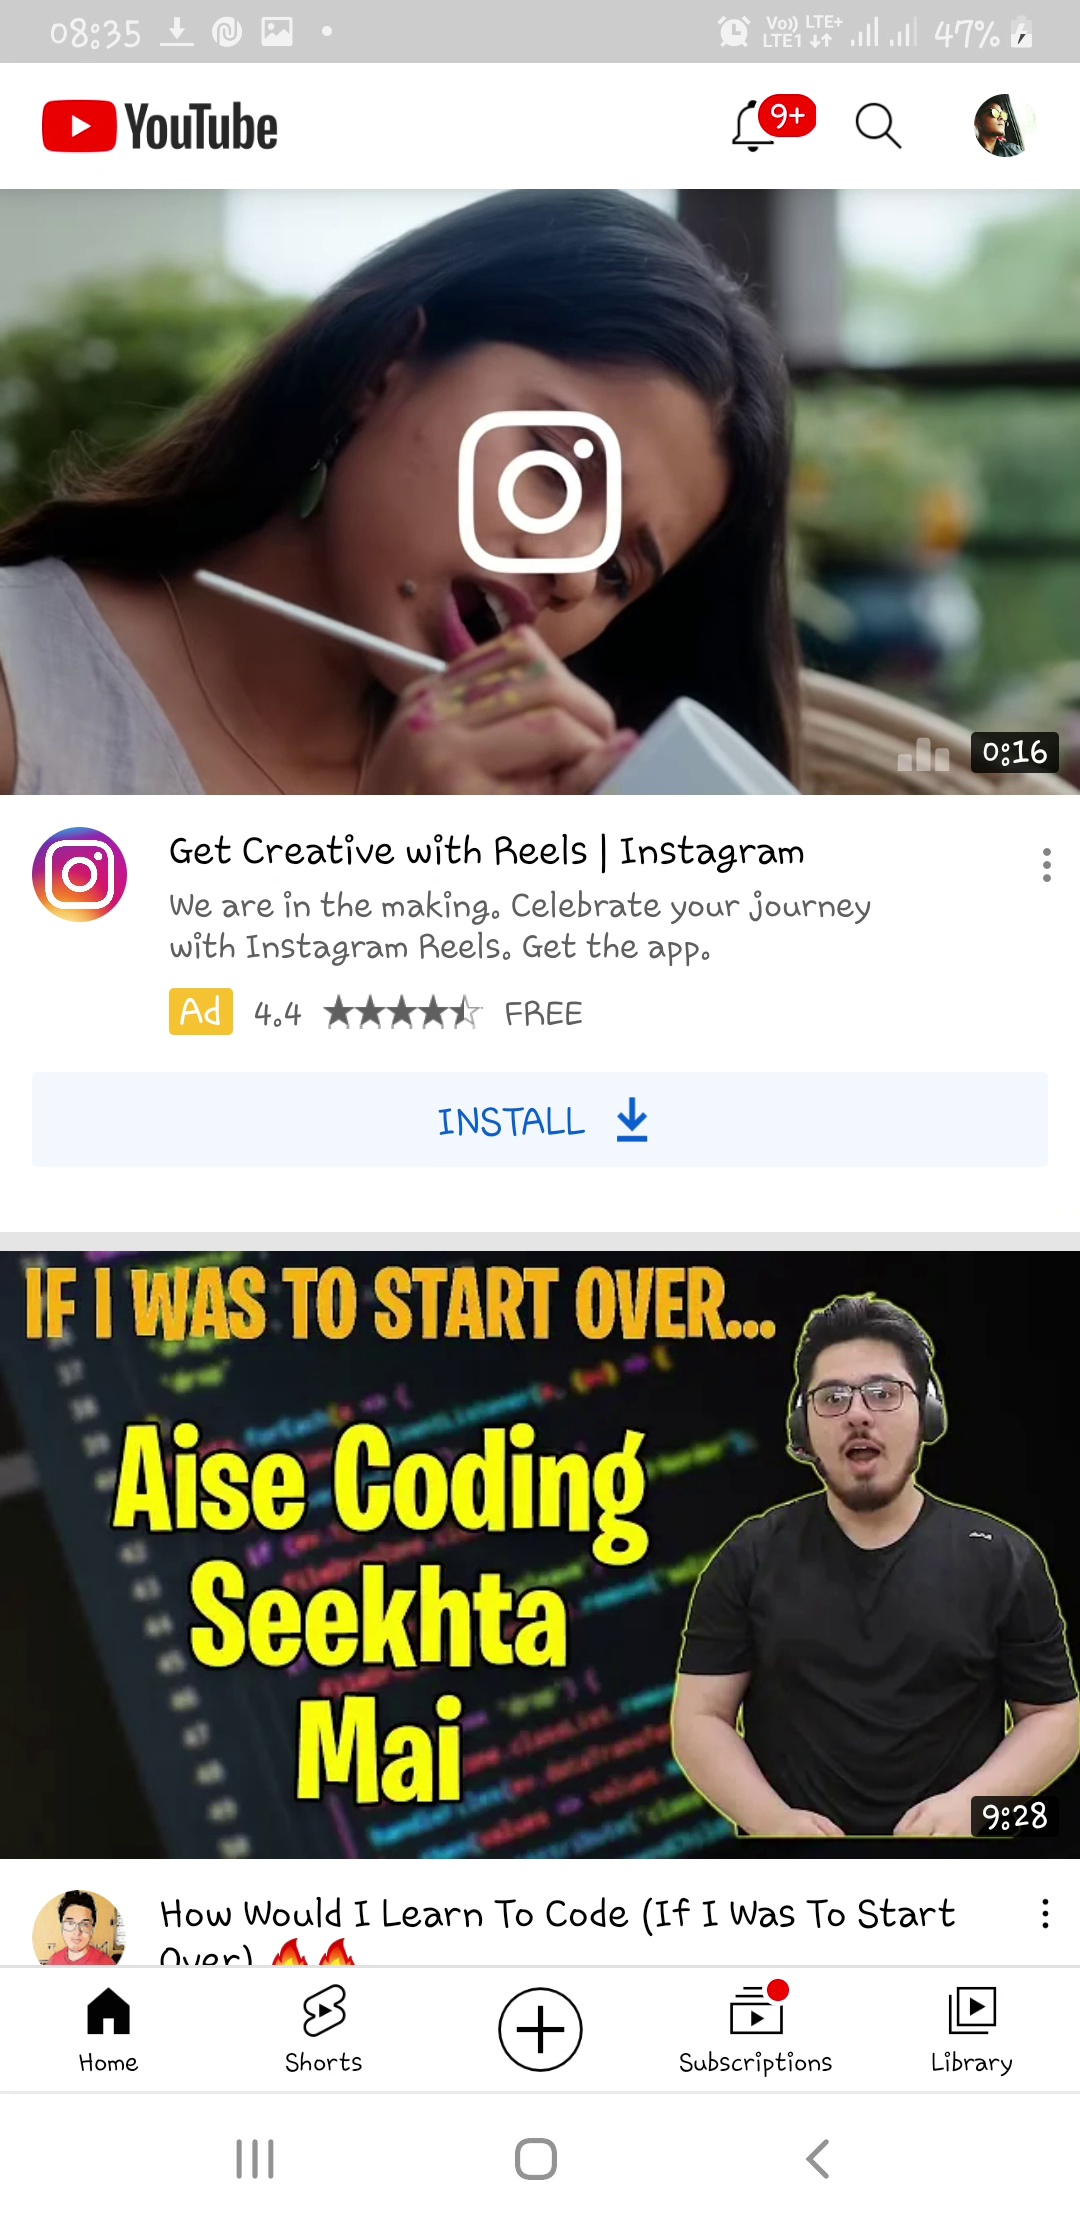 08:35
Vo)) LTE+
LTE1
47%
YouTube
9+
0:16
Get Creative with Reels | Instagram
We are in the making. Celebrate your journey
with Instagram Reels. Get the app.
Ad 4.4 FREE
INSTALL
IF I WAS TO START OVER...
Aise Coding
Seekhta
Mai
9:28
How Would I Learn To Code (If I Was To Start
Over) 🔥🔥
Home
Shorts
Subscriptions
Library